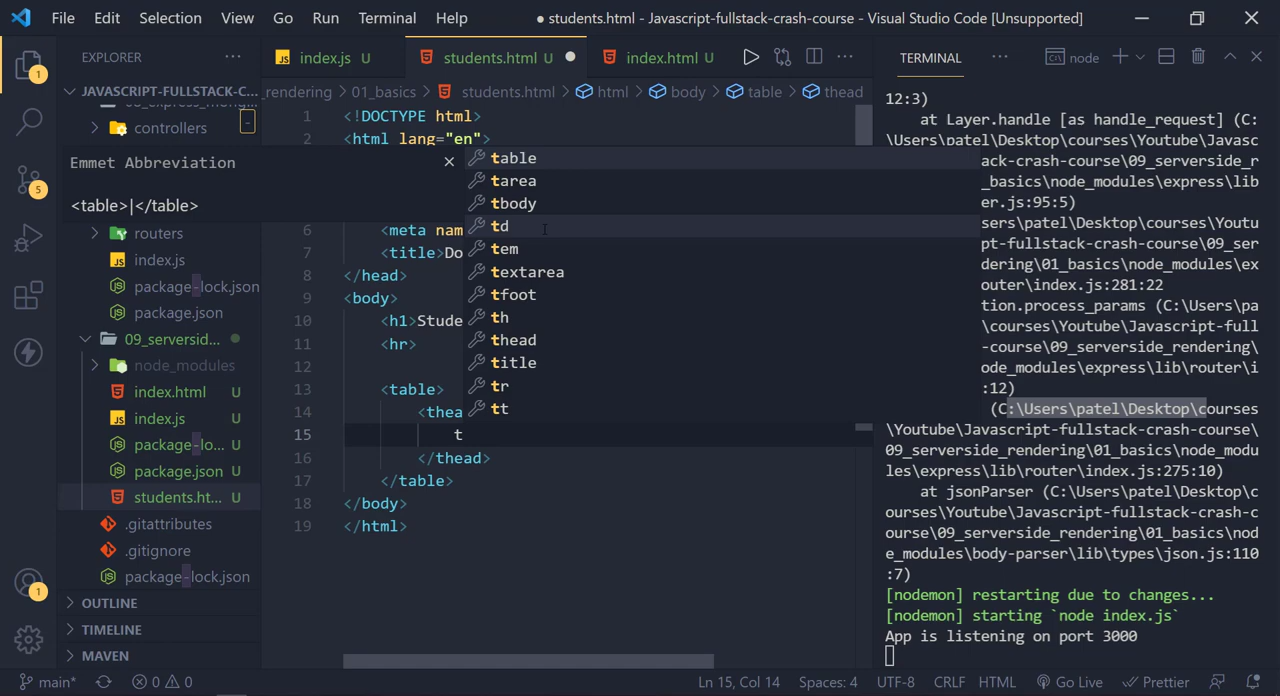 File Edit Selection View Go Run Terminal Help
● students.html - Javascript-fullstack-crash-course - Visual Studio Code [Unsupported]
EXPLORER
JAVASCRIPT-FULLSTACK-C...
controllers
Emmet Abbreviation
<table>|</table>
routers
index.js
package-lock.json
package.json
09_serversid...
node_modules
index.html U
index.js U
package-lo... U
package.json U
students.ht... U
.gitattributes
.gitignore
package-lock.json
OUTLINE
TIMELINE
MAVEN
1
5
1
index.js U
students.html U
index.html U
_rendering > 01_basics > students.html > html > body > table > thead
1 <!DOCTYPE html>
2 <html lang="en">
6 <meta nam
7 <title>Do
8 </head>
9 <body>
10 <h1>Stude
11 <hr>
12
13 <table>
14 <thea
15 t
16 </thead>
17 </table>
18 </body>
19 </html>
table
tarea
tbody
td
tem
textarea
tfoot
th
thead
title
tr
tt
TERMINAL
node
12:3)
at Layer.handle [as handle_request] (C:
\Users\patel\Desktop\courses\Youtube\Javasc
ck-crash-course\09_serverside_r
_basics\node_modules\express\lib
er.js:95:5)
sers\patel\Desktop\courses\Youtu
pt-fullstack-crash-course\09_ser
dering\01_basics\node_modules\ex
outer\index.js:281:22
tion.process_params (C:\Users\pa
\courses\Youtube\Javascript-full
-course\09_serverside_rendering\
node_modules\express\lib\router\i
:12)
(C:\Users\patel\Desktop\courses
\Youtube\Javascript-fullstack-crash-course\
09_serverside_rendering\01_basics\node_modu
les\express\lib\router\index.js:275:10)
at jsonParser (C:\Users\patel\Desktop\c
ourses\Youtube\Javascript-fullstack-crash-c
ourse\09_serverside_rendering\01_basics\nod
e_modules\body-parser\lib\types\json.js:110
:7)
[nodemon] restarting due to changes...
[nodemon] starting `node index.js`
App is listening on port 3000
main* 0 0 Ln 15, Col 14 Spaces: 4 UTF-8 CRLF HTML Go Live Prettier